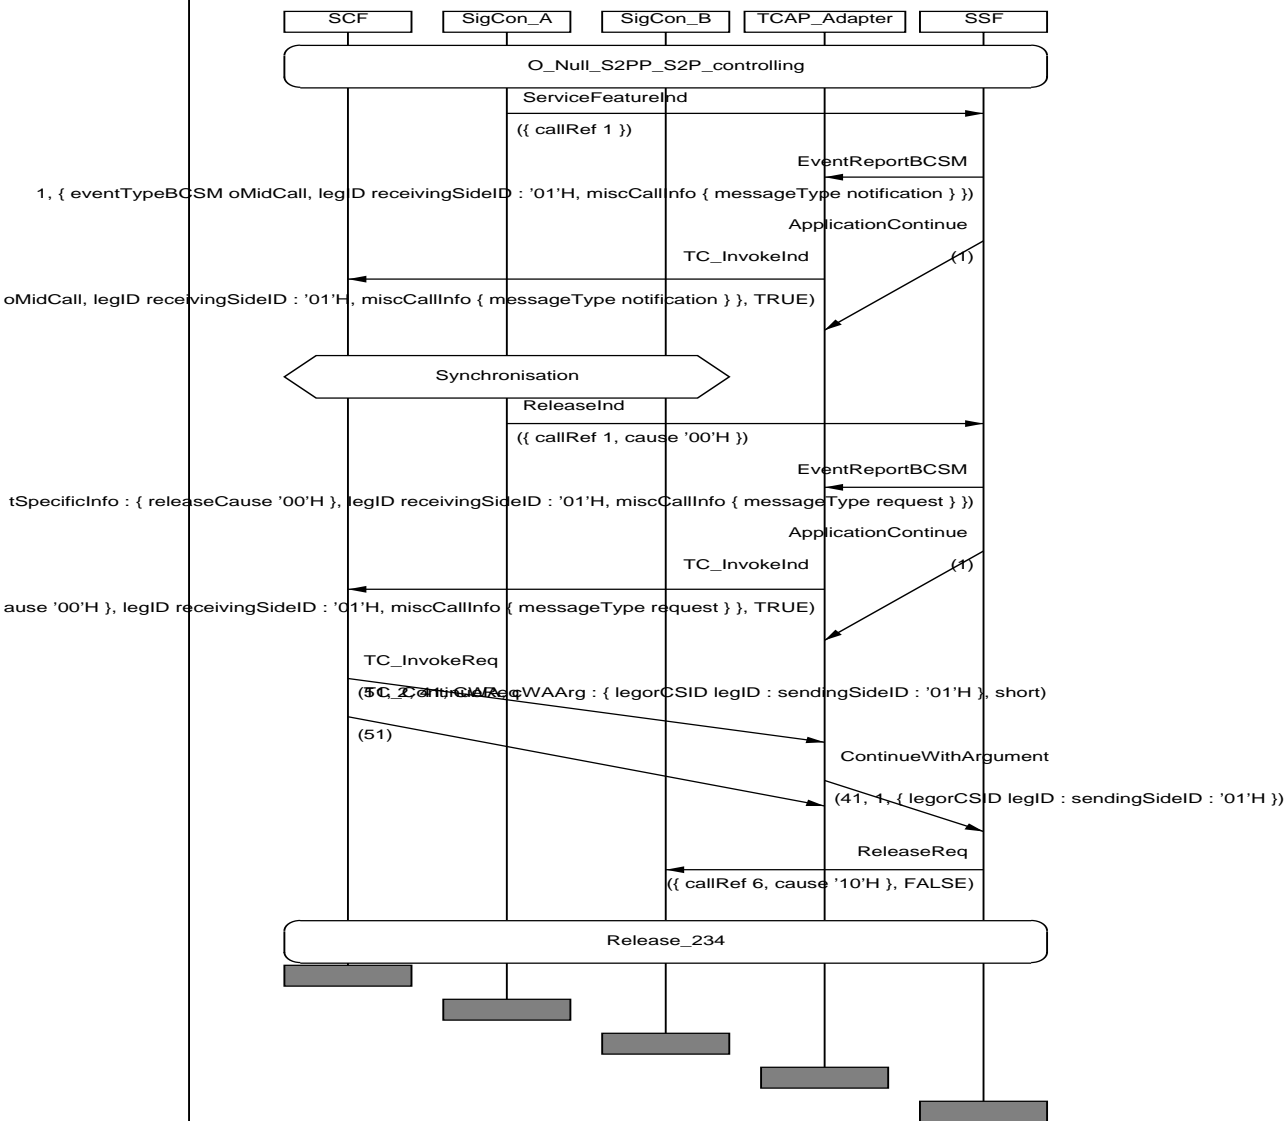 SCF SigCon_A SigCon_B TCAP_Adapter SSF
O_Null_S2PP_S2P_controlling
ServiceFeatureInd
({ callRef 1 })
EventReportBCSM
1, { eventTypeBCSM oMidCall, legID receivingSideID : '01'H, miscCallInfo { messageType notification } })
ApplicationContinue
TC_InvokeInd (1)
oMidCall, legID receivingSideID : '01'H, miscCallInfo { messageType notification } }, TRUE)
Synchronisation
ReleaseInd
({ callRef 1, cause '00'H })
EventReportBCSM
tSpecificInfo : { releaseCause '00'H }, legID receivingSideID : '01'H, miscCallInfo { messageType request } })
ApplicationContinue
TC_InvokeInd (1)
ause '00'H }, legID receivingSideID : '01'H, miscCallInfo { messageType request } }, TRUE)
TC_InvokeReq
TC_ContinueReq
cWAArg : { legorCSID legID : sendingSideID : '01'H }, short)
(51)
ContinueWithArgument
(41, 1, { legorCSID legID : sendingSideID : '01'H })
ReleaseReq
({ callRef 6, cause '10'H }, FALSE)
Release_234